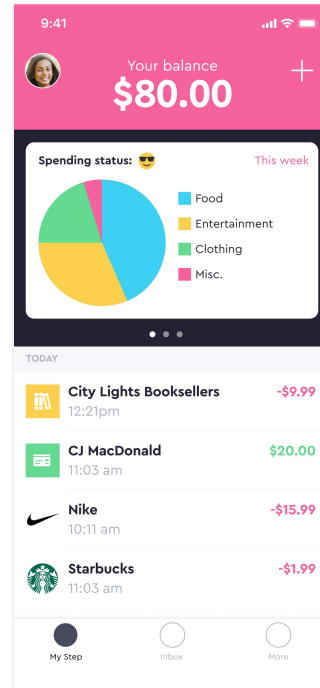 9:41
Your balance
$80.00
Spending status: 😎
This week
Food
Entertainment
Clothing
Misc.
TODAY
City Lights Booksellers
-$9.99
12:21pm
CJ MacDonald
$20.00
11:03 am
Nike
-$15.99
10:11 am
Starbucks
-$1.99
11:03 am
My Step
Inbox
More